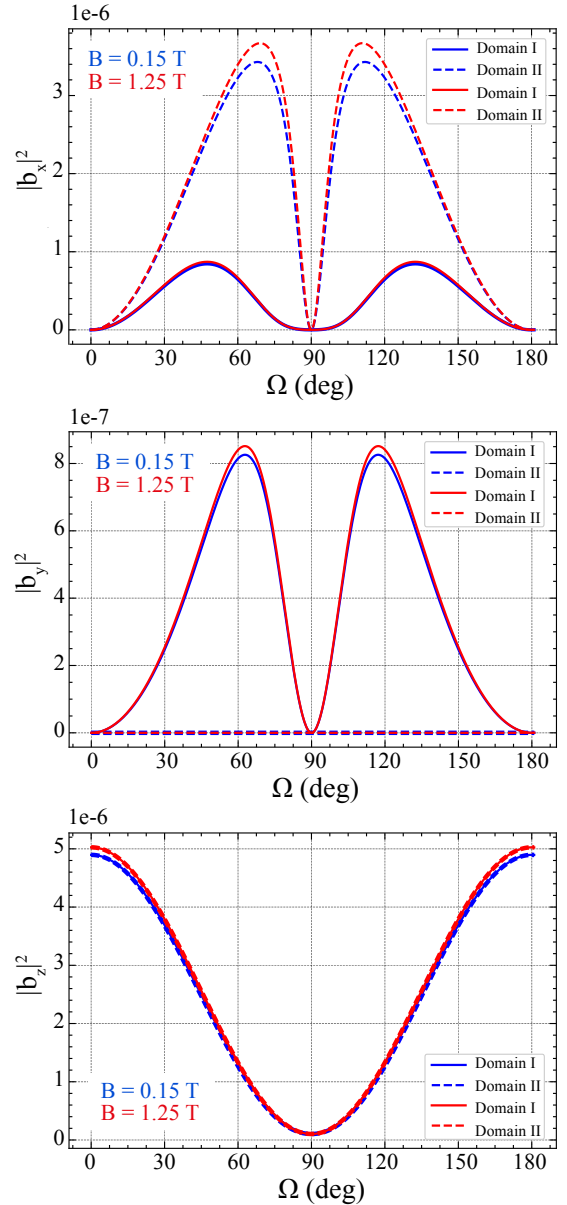 1e-6
B = 0.15 T
B = 1.25 T
Domain I
Domain II
Domain I
Domain II
|b_x|^2
3
2
1
0
0 30 60 90 120 150 180
Ω (deg)
1e-7
B = 0.15 T
B = 1.25 T
Domain I
Domain II
Domain I
Domain II
|b_y|^2
8
6
4
2
0
0 30 60 90 120 150 180
Ω (deg)
1e-6
|b_z|^2
5
4
3
2
1
0
B = 0.15 T
B = 1.25 T
Domain I
Domain II
Domain I
Domain II
0 30 60 90 120 150 180
Ω (deg)